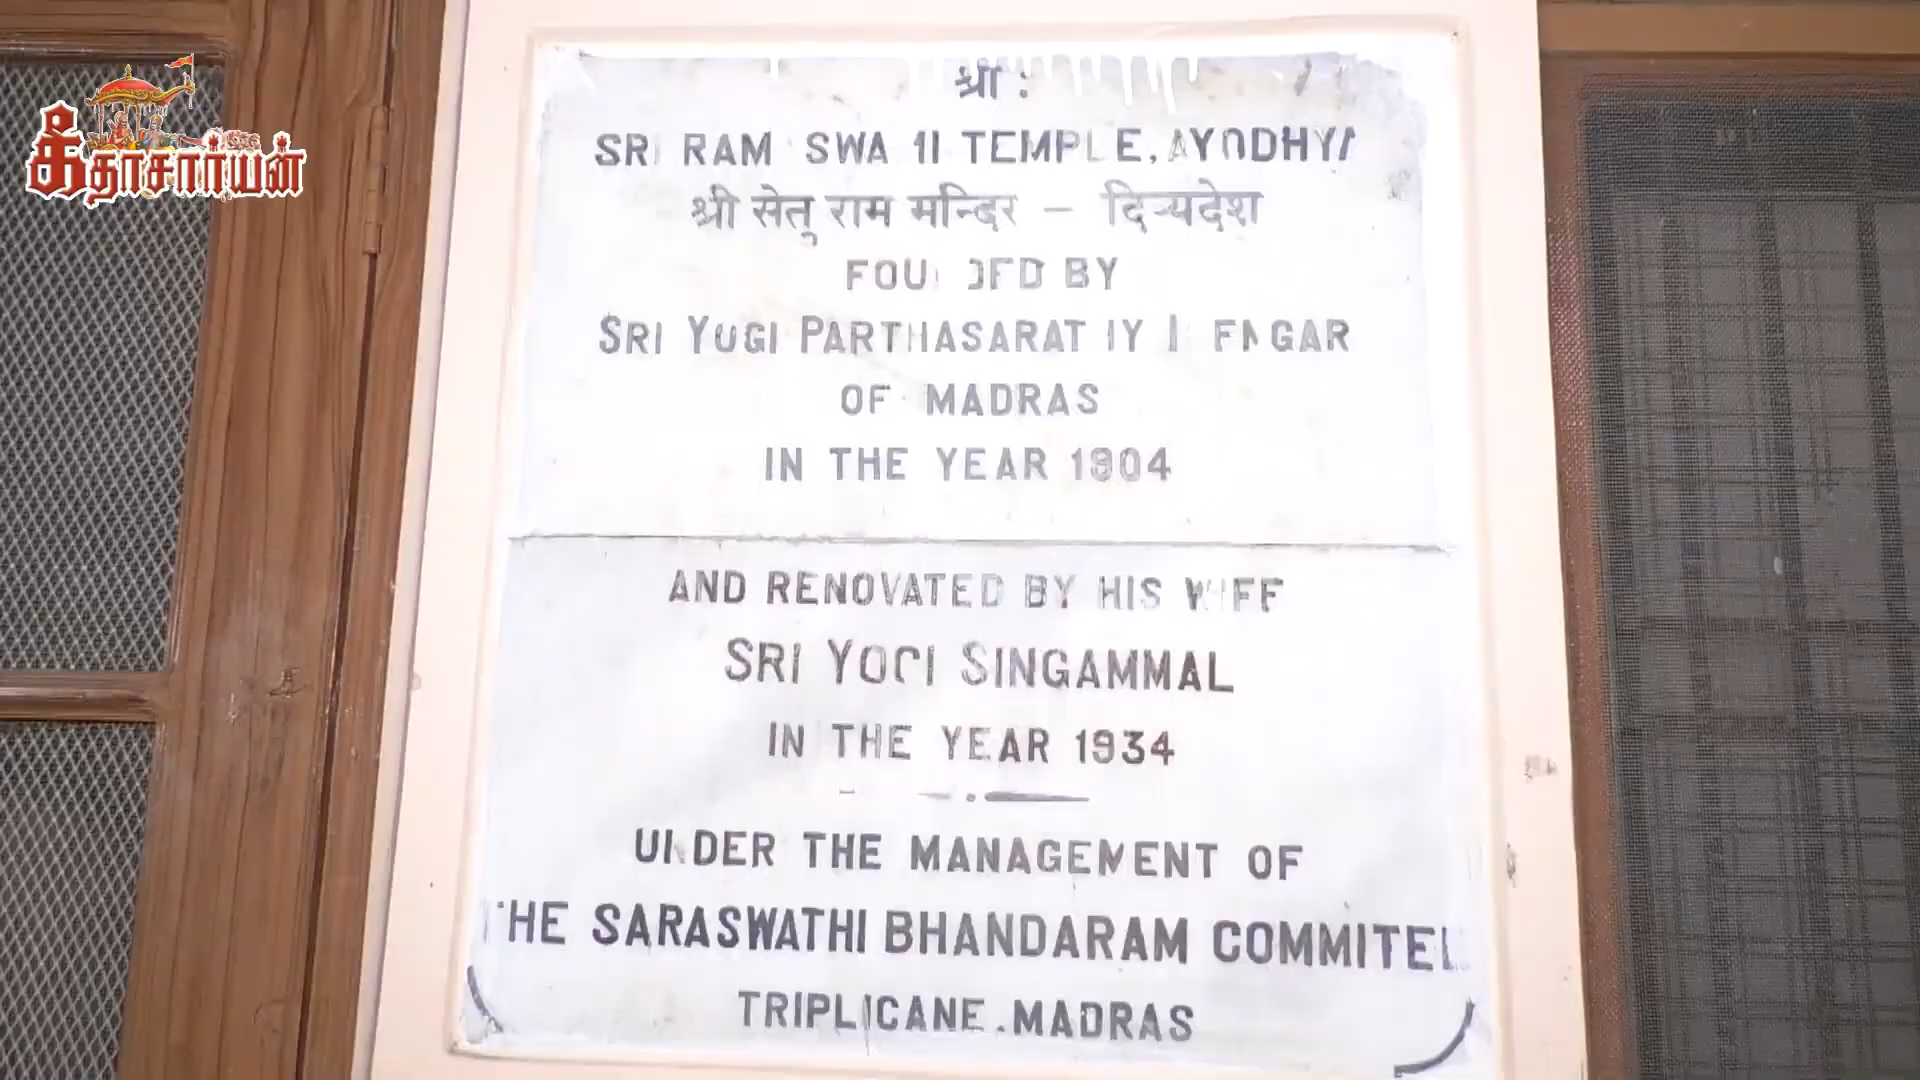 கீதாசார்யன்
श्री :
SRI RAM SWAMI TEMPLE, AYODHYA
श्री सेतु राम मन्दिर – दिव्यदेश
FOUNDED BY
SRI YOGI PARTHASARATHY IYENGAR
OF MADRAS
IN THE YEAR 1904
AND RENOVATED BY HIS WIFE
SRI YOGI SINGAMMAL
IN THE YEAR 1934
UNDER THE MANAGEMENT OF
THE SARASWATHI BHANDARAM COMMITEE
TRIPLICANE. MADRAS